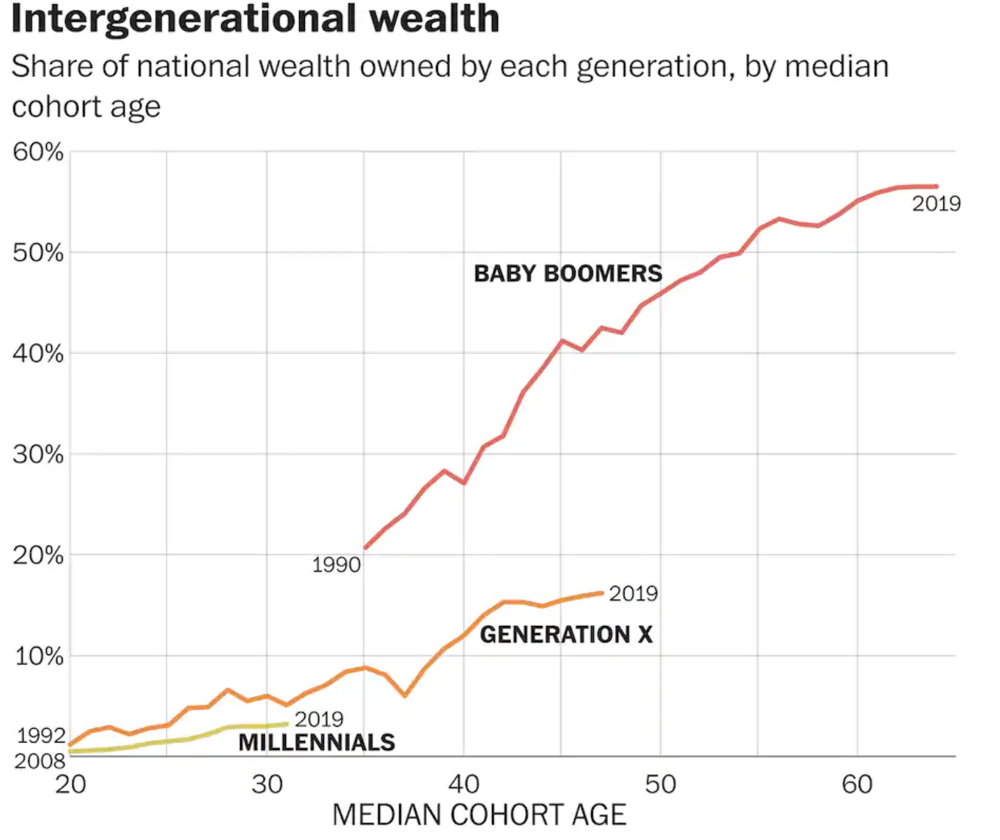 Intergenerational wealth
Share of national wealth owned by each generation, by median
cohort age
60%
2019
50%
BABY BOOMERS
40%
30%
20%
1990
2019
GENERATION X
10%
2019
1992
MILLENNIALS
2008
20 30 40 50 60
MEDIAN COHORT AGE